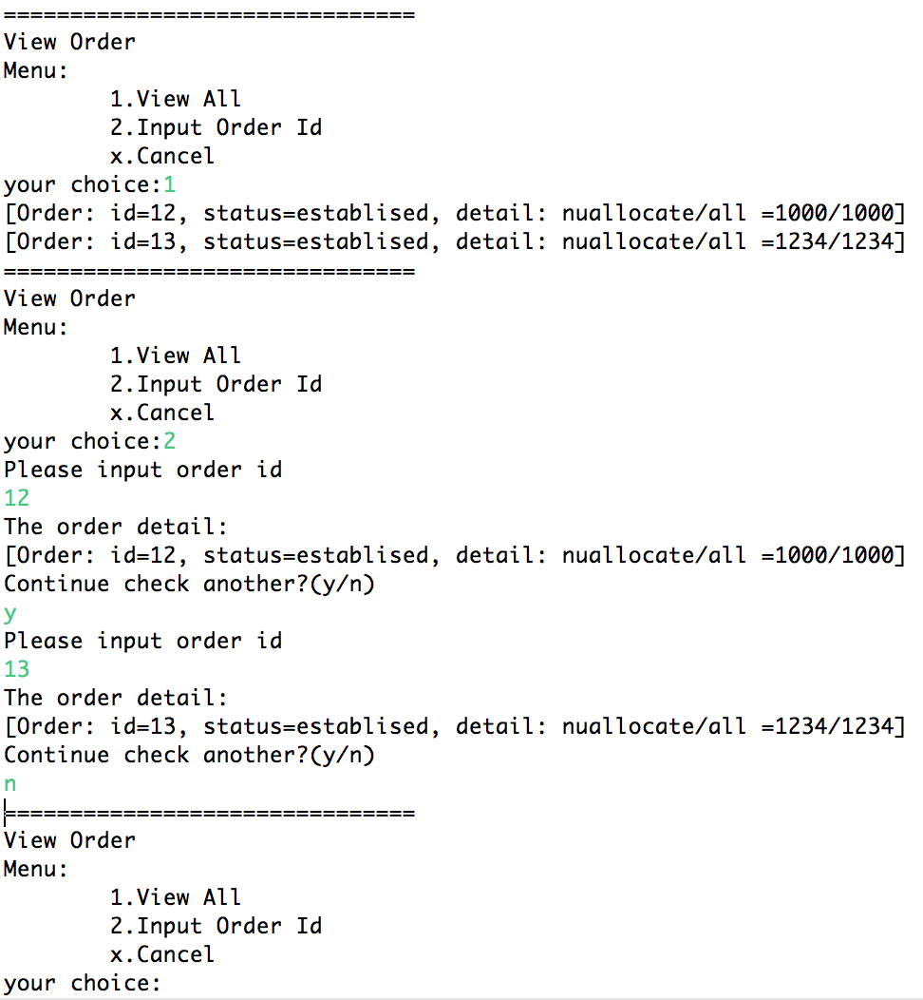 ===============================
View Order
Menu:
1.View All
2.Input Order Id
x.Cancel
your choice:1
[Order: id=12, status=establised, detail: nuallocate/all =1000/1000]
[Order: id=13, status=establised, detail: nuallocate/all =1234/1234]
===============================
View Order
Menu:
1.View All
2.Input Order Id
x.Cancel
your choice:2
Please input order id
12
The order detail:
[Order: id=12, status=establised, detail: nuallocate/all =1000/1000]
Continue check another?(y/n)
y
Please input order id
13
The order detail:
[Order: id=13, status=establised, detail: nuallocate/all =1234/1234]
Continue check another?(y/n)
n
===============================
View Order
Menu:
1.View All
2.Input Order Id
x.Cancel
your choice: